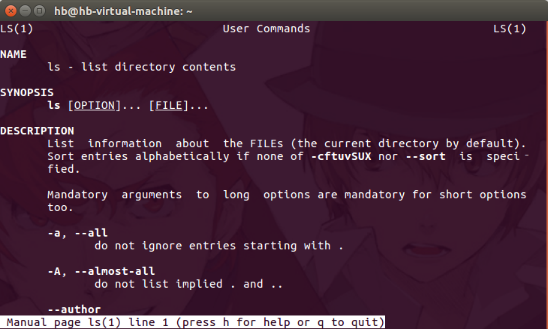 hb@hb-virtual-machine: ~
LS(1) User Commands LS(1)
NAME
ls - list directory contents
SYNOPSIS
ls [OPTION]... [FILE]...
DESCRIPTION
List information about the FILEs (the current directory by default).
Sort entries alphabetically if none of -cftuvSUX nor --sort is speci‐
fied.
Mandatory arguments to long options are mandatory for short options
too.
-a, --all
do not ignore entries starting with .
-A, --almost-all
do not list implied . and ..
--author
Manual page ls(1) line 1 (press h for help or q to quit)